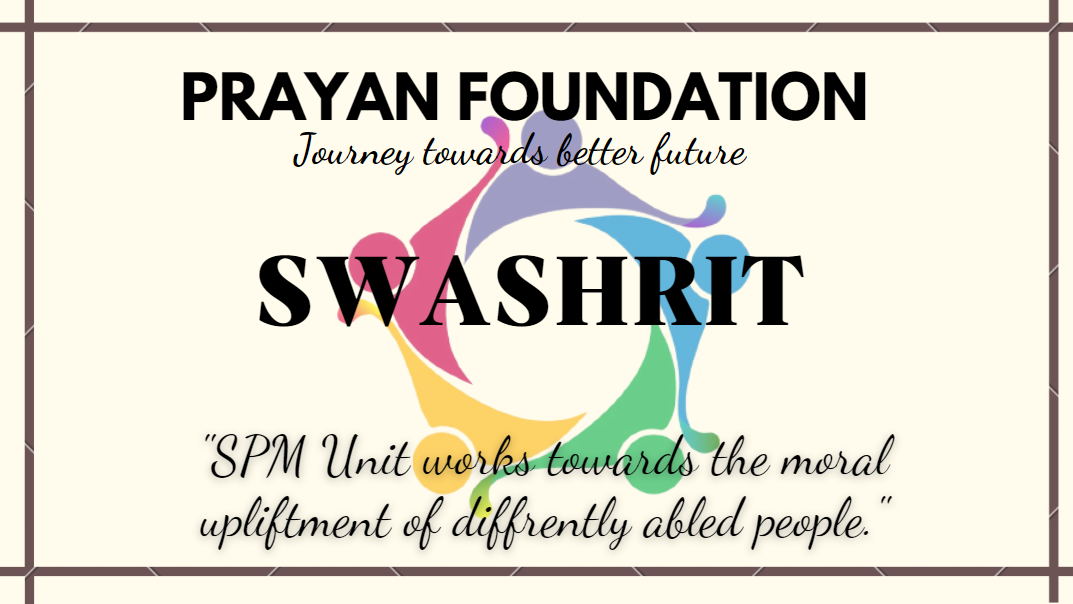 PRAYAN FOUNDATION
Journey towards better future
SWASHRIT
"SPM Unit works towards the moral
upliftment of diffrently abled people."